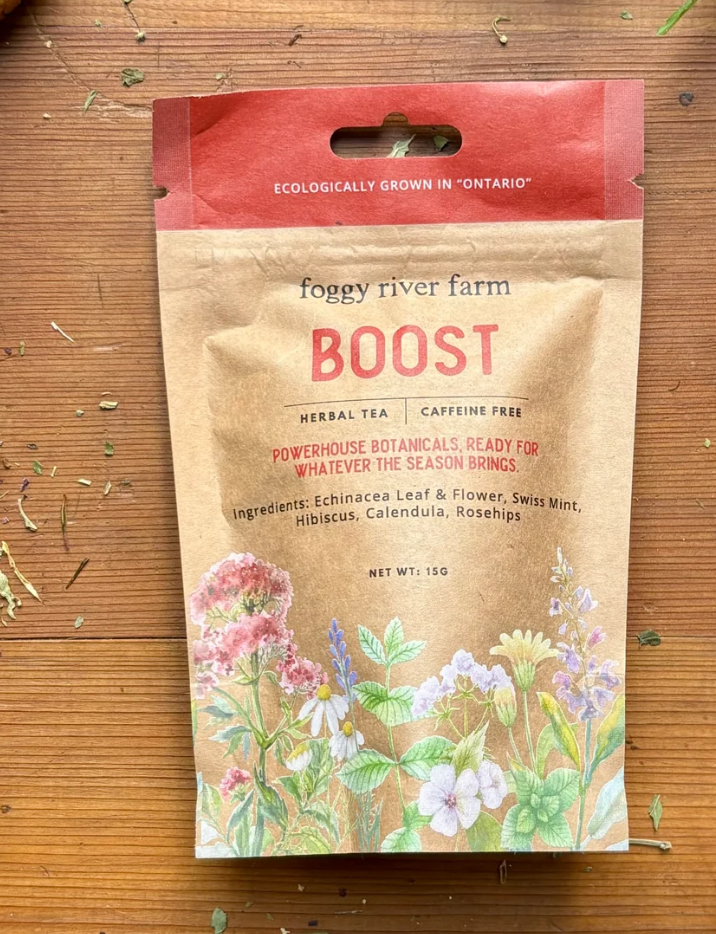 ECOLOGICALLY GROWN IN "ONTARIO"
foggy river farm
BOOST
HERBAL TEA CAFFEINE FREE
POWERHOUSE BOTANICALS, READY FOR
WHATEVER THE SEASON BRINGS.
Ingredients: Echinacea Leaf & Flower, Swiss Mint,
Hibiscus, Calendula, Rosehips
NET WT: 15G